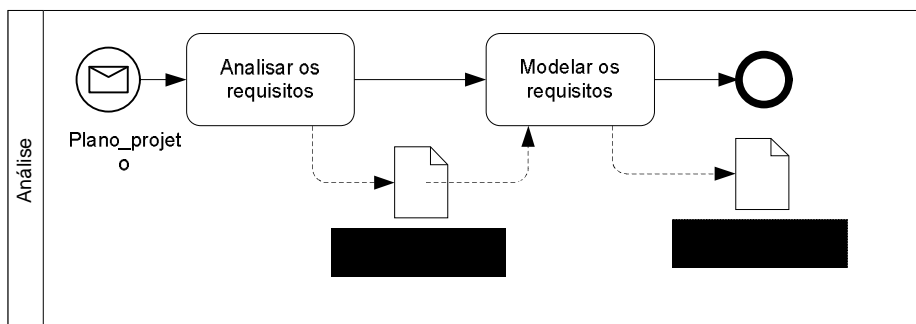 Análise
Plano_projet
o
Analisar os
requisitos
Modelar os
requisitos